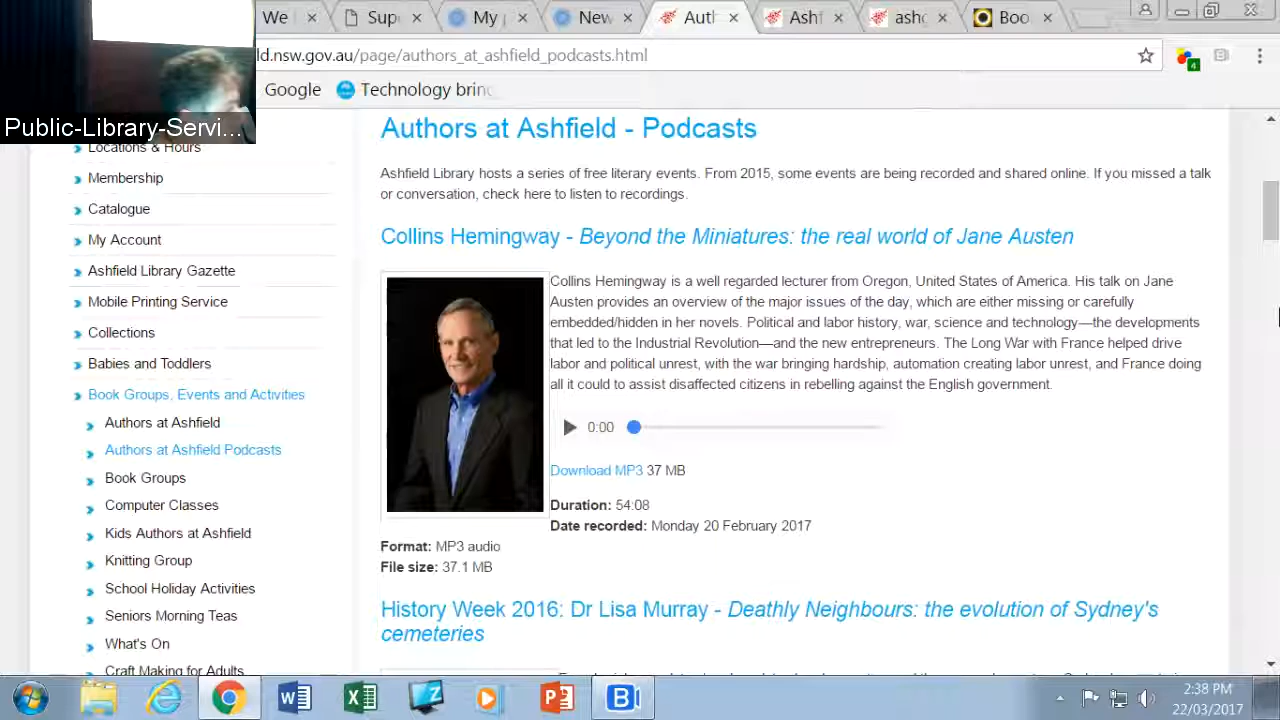 We
Sup
My
New
Auth
Ashf
asho
Boo
ld.nsw.gov.au/page/authors_at_ashfield_podcasts.html
4
Google
Technology brin
Public-Library-Servi...
Locations & Hours
Membership
Catalogue
My Account
Ashfield Library Gazette
Mobile Printing Service
Collections
Babies and Toddlers
Book Groups, Events and Activities
Authors at Ashfield
Authors at Ashfield Podcasts
Book Groups
Computer Classes
Kids Authors at Ashfield
Knitting Group
School Holiday Activities
Seniors Morning Teas
What's On
Craft Making for Adults
Authors at Ashfield - Podcasts
Ashfield Library hosts a series of free literary events. From 2015, some events are being recorded and shared online. If you missed a talk
or conversation, check here to listen to recordings.
Collins Hemingway - Beyond the Miniatures: the real world of Jane Austen
Collins Hemingway is a well regarded lecturer from Oregon, United States of America. His talk on Jane
Austen provides an overview of the major issues of the day, which are either missing or carefully
embedded/hidden in her novels. Political and labor history, war, science and technology—the developments
that led to the Industrial Revolution—and the new entrepreneurs. The Long War with France helped drive
labor and political unrest, with the war bringing hardship, automation creating labor unrest, and France doing
all it could to assist disaffected citizens in rebelling against the English government.
0:00
Download MP3 37 MB
Duration: 54:08
Date recorded: Monday 20 February 2017
Format: MP3 audio
File size: 37.1 MB
History Week 2016: Dr Lisa Murray - Deathly Neighbours: the evolution of Sydney's
cemeteries
2:38 PM
22/03/2017